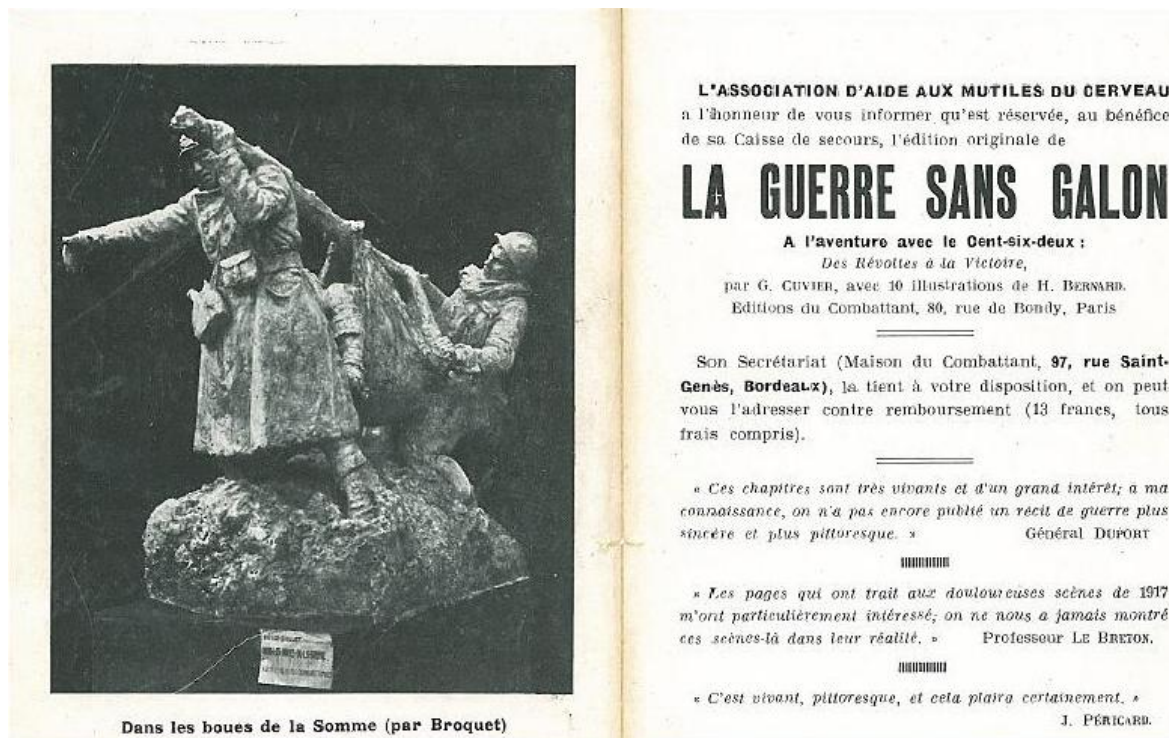 Dans les boues de la Somme (par Broquet)
L'ASSOCIATION D'AIDE AUX MUTILÉS DU CERVEAU
a l'honneur de vous informer qu'est réservée, au bénéfice
de sa Caisse de secours, l'édition originale de
LA GUERRE SANS GALON
A l'aventure avec le Cent-six-deux :
Des Révoltes à la Victoire,
par G. CUVIER, avec 10 illustrations de H. BERNARD.
Editions du Combattant, 80, rue de Bondy, Paris
Son Secrétariat (Maison du Combattant, 97, rue Saint-
Genès, Bordeaux), la tient à votre disposition, et on peut
vous l'adresser contre remboursement (13 francs, tous
frais compris).
« Ces chapitres sont très vivants et d'un grand intérêt; a ma
connaissance, on n'a pas encore publié un récit de guerre plus
sincère et plus pittoresque. » Général DUPORT
« Les pages qui ont trait aux douloureuses scènes de 1917
m'ont particulièrement intéressé; on ne nous a jamais montré
ces scènes-là dans leur réalité. » Professeur LE BRETON.
« C'est vivant, pittoresque, et cela plaira certainement. »
J. PÉRICARD.